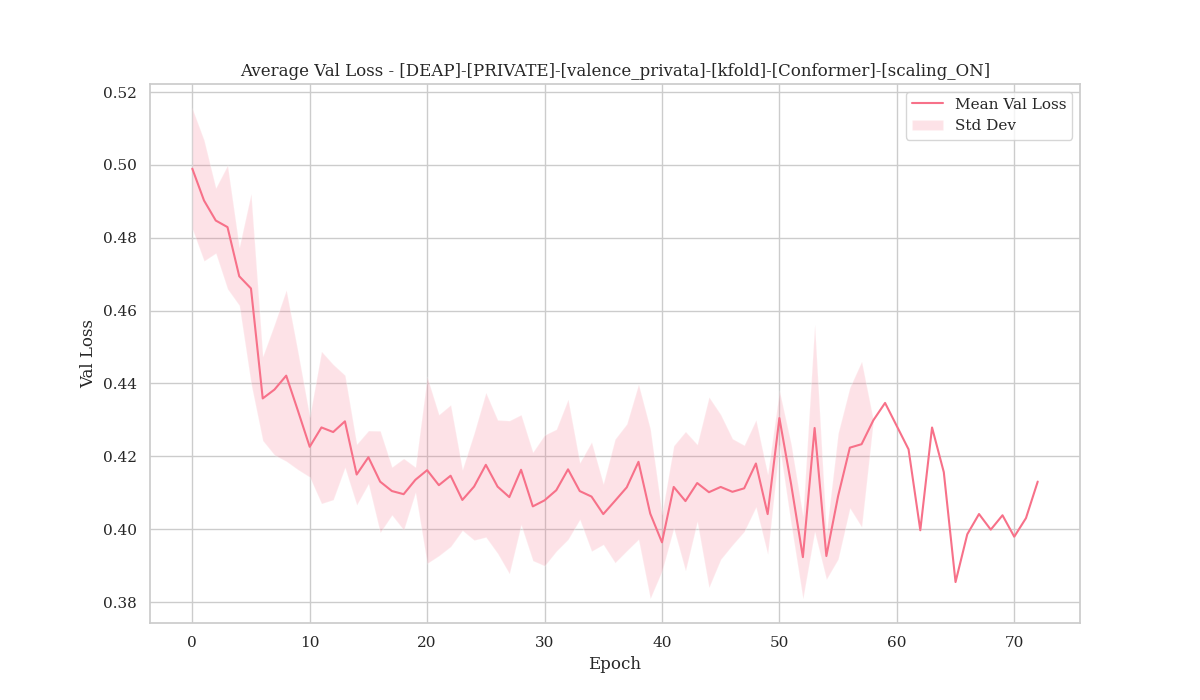 Average Val Loss - [DEAP]-[PRIVATE]-[valence_privata]-[kfold]-[Conformer]-[scaling_ON]
Mean Val Loss
Std Dev
0.52
0.50
0.48
0.46
0.44
0.42
0.40
0.38
Val Loss
0 10 20 30 40 50 60 70
Epoch